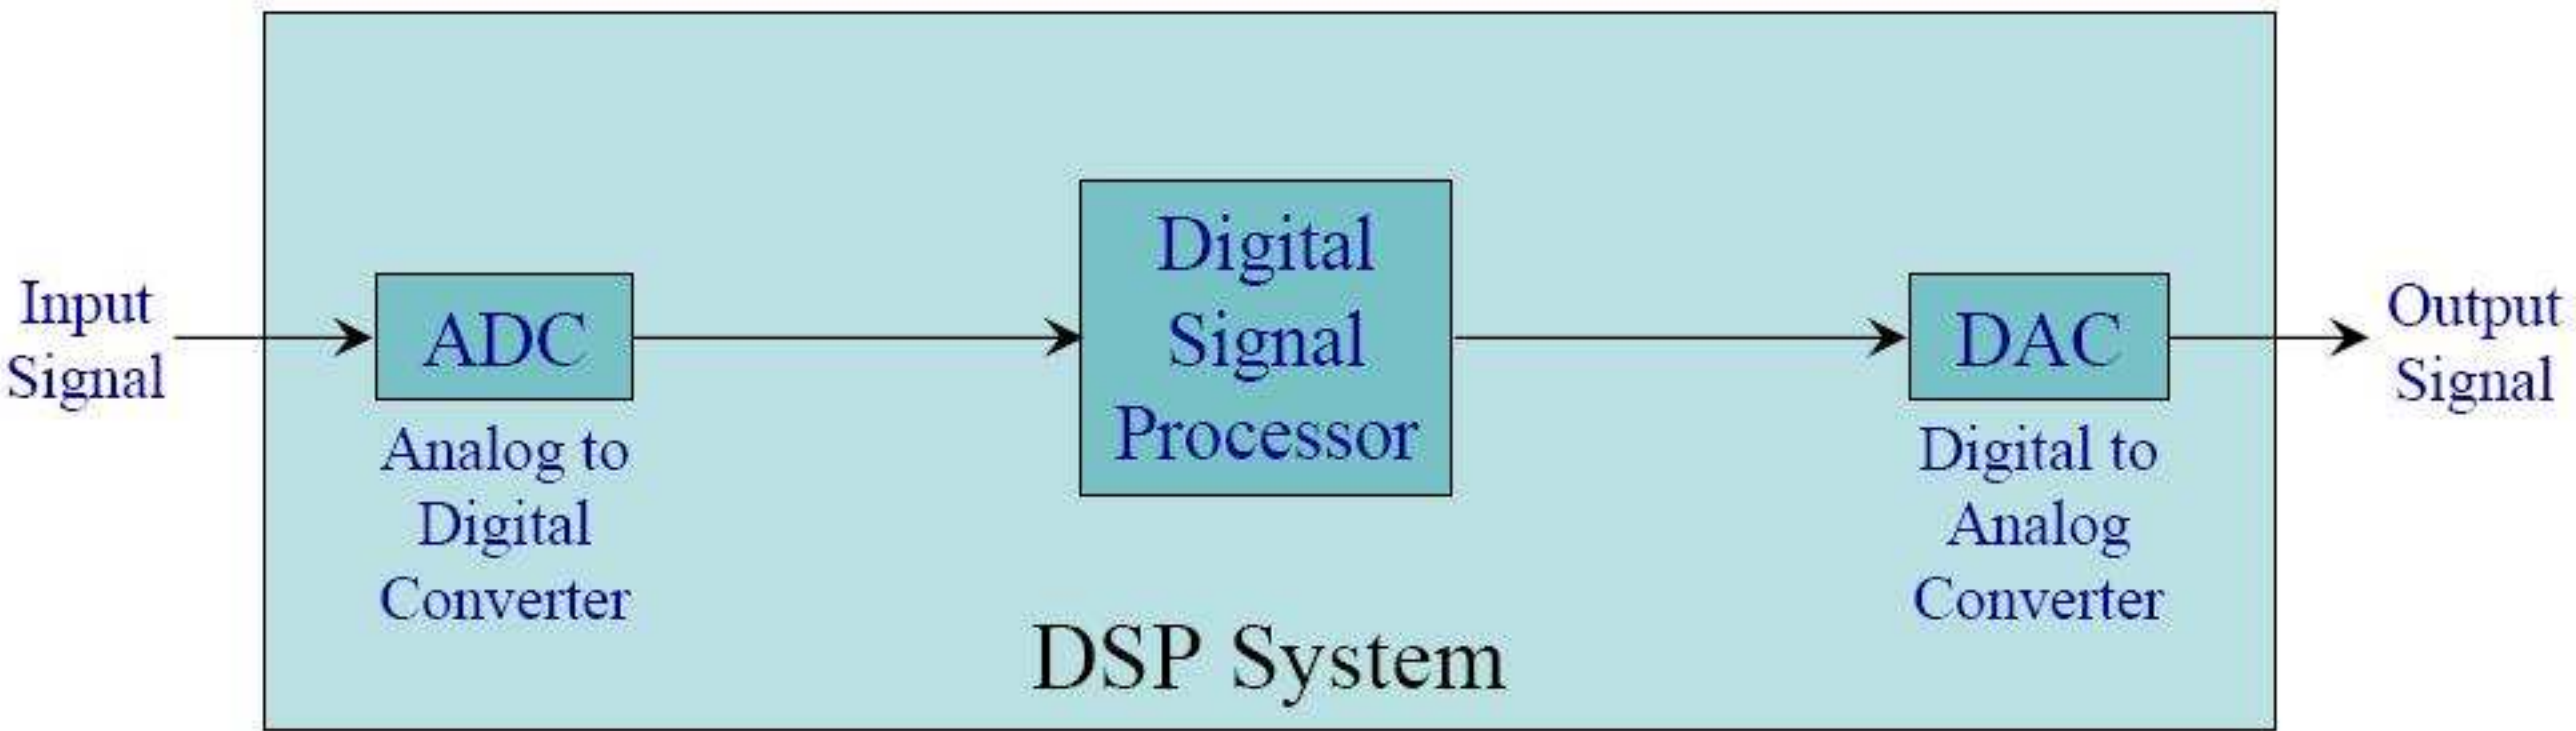 Input
Signal
ADC
Analog to
Digital
Converter
Digital
Signal
Processor
DAC
Digital to
Analog
Converter
Output
Signal
DSP System